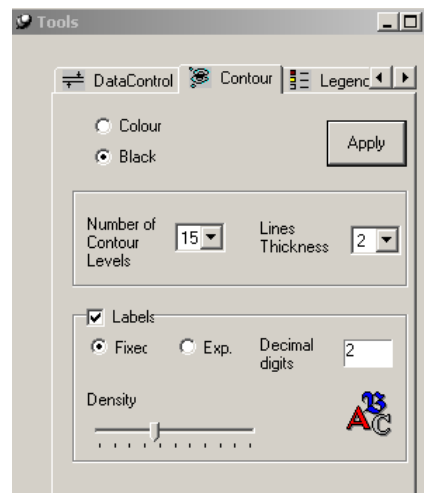 Tools
DataControl Contour Legenc
Colour
Apply
Black
Number of
Contour
Levels
15
Lines
Thickness
2
Labels
Fixec Exp.
Decimal
digits
2
Density
A B C